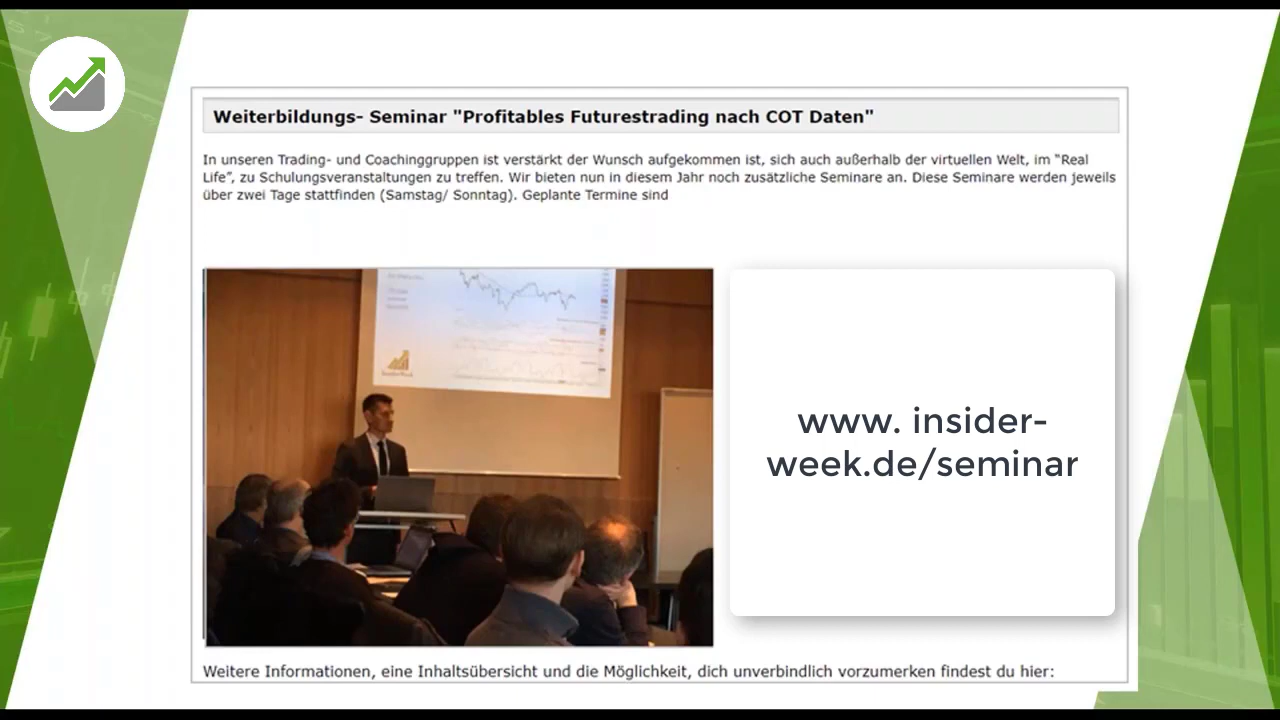 Weiterbildungs- Seminar "Profitables Futurestrading nach COT Daten"
In unseren Trading- und Coachinggruppen ist verstärkt der Wunsch aufgekommen ist, sich auch außerhalb der virtuellen Welt, im "Real
Life", zu Schulungsveranstaltungen zu treffen. Wir bieten nun in diesem Jahr noch zusätzliche Seminare an. Diese Seminare werden jeweils
über zwei Tage stattfinden (Samstag/ Sonntag). Geplante Termine sind
www. insider-
week.de/seminar
Weitere Informationen, eine Inhaltsübersicht und die Möglichkeit, dich unverbindlich vorzumerken findest du hier: